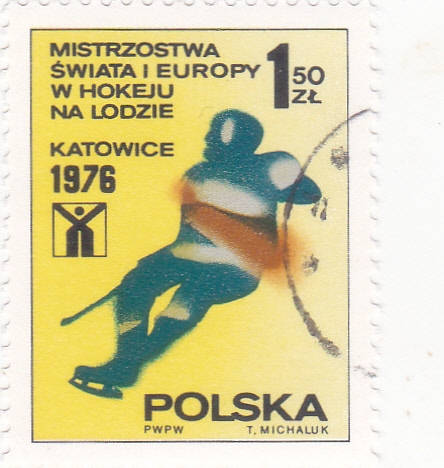 MISTRZOSTWA
ŚWIATA I EUROPY
W HOKEJU
NA LODZIE
1 50 ZŁ
KATOWICE
1976
POLSKA
PWPW T. MICHALUK